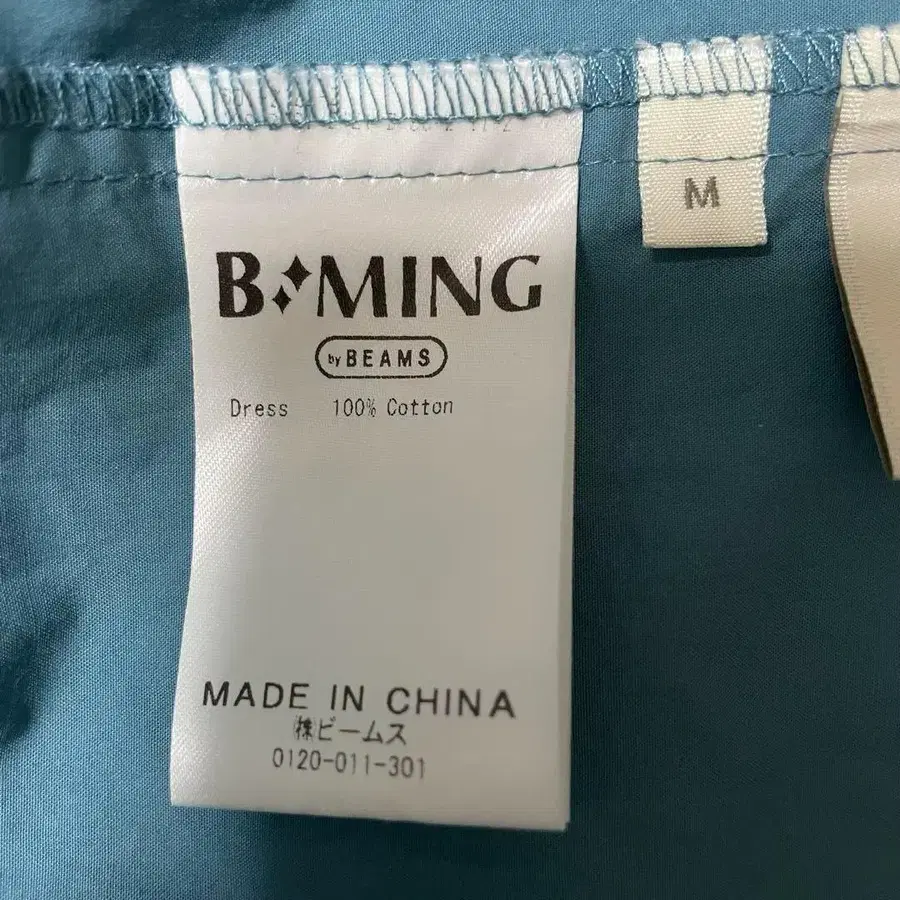 M
B MING
by BEAMS
Dress 100% Cotton
MADE IN CHINA
㈱ビームス
0120-011-301